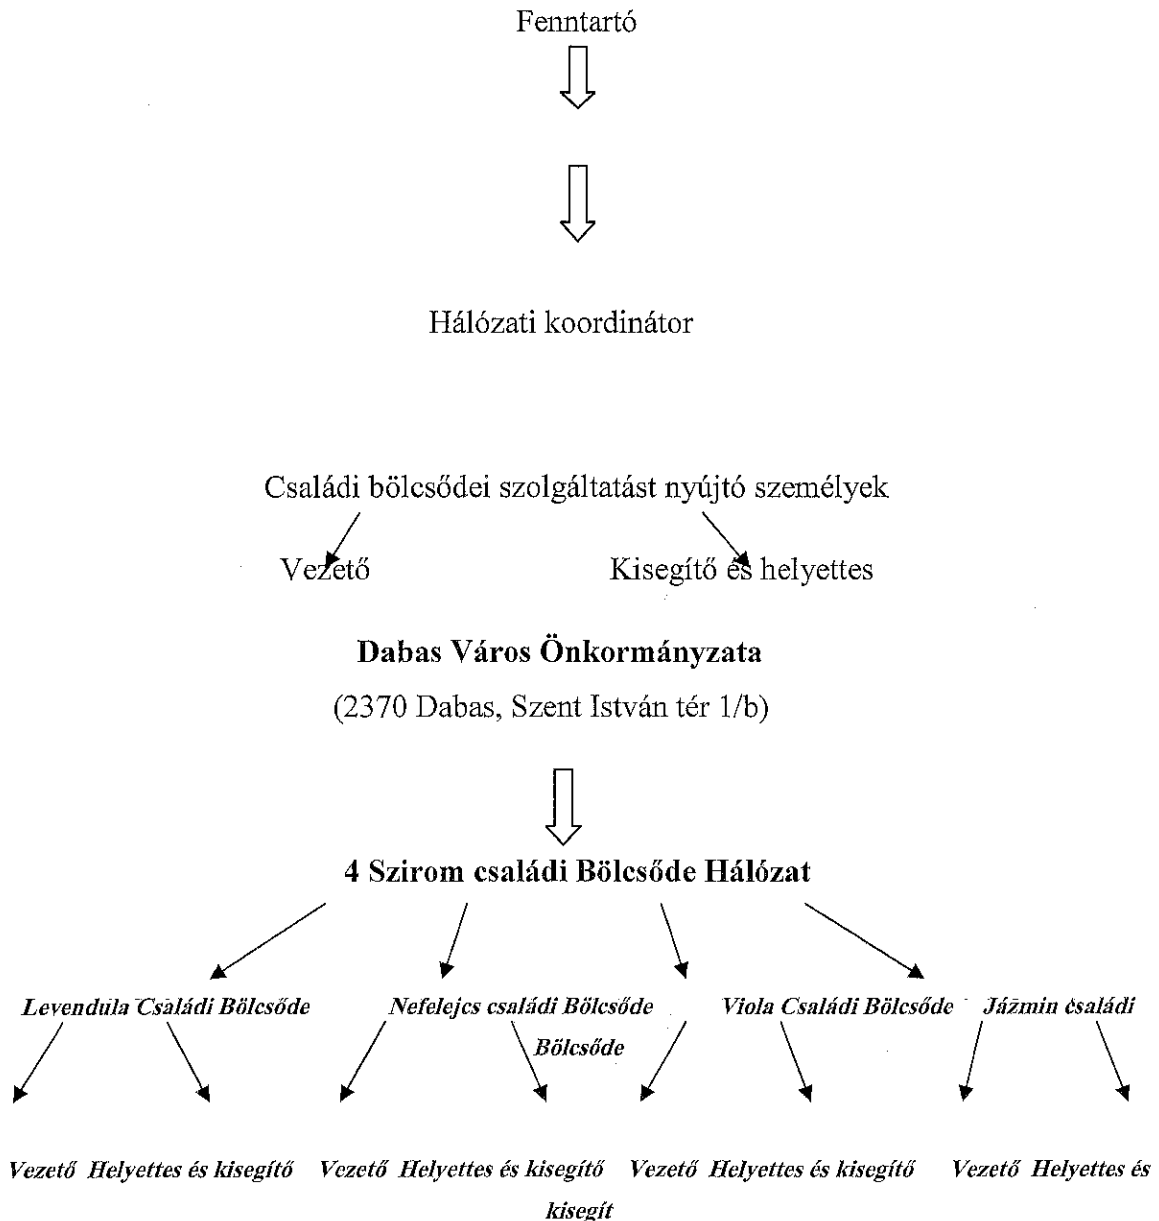 Fenntartó
Hálózati koordinátor
Családi bölcsődei szolgáltatást nyújtó személyek
Vezető Kisegítő és helyettes
Dabas Város Önkormányzata
(2370 Dabas, Szent István tér 1/b)
4 Szirom családi Bölcsőde Hálózat
Levendula Családi Bölcsőde Nefelejcs családi Bölcsőde Viola Családi Bölcsőde Jázmin családi
Bölcsőde
Vezető Helyettes és kisegítő Vezető Helyettes és kisegítő Vezető Helyettes és kisegítő Vezető Helyettes és
kisegít